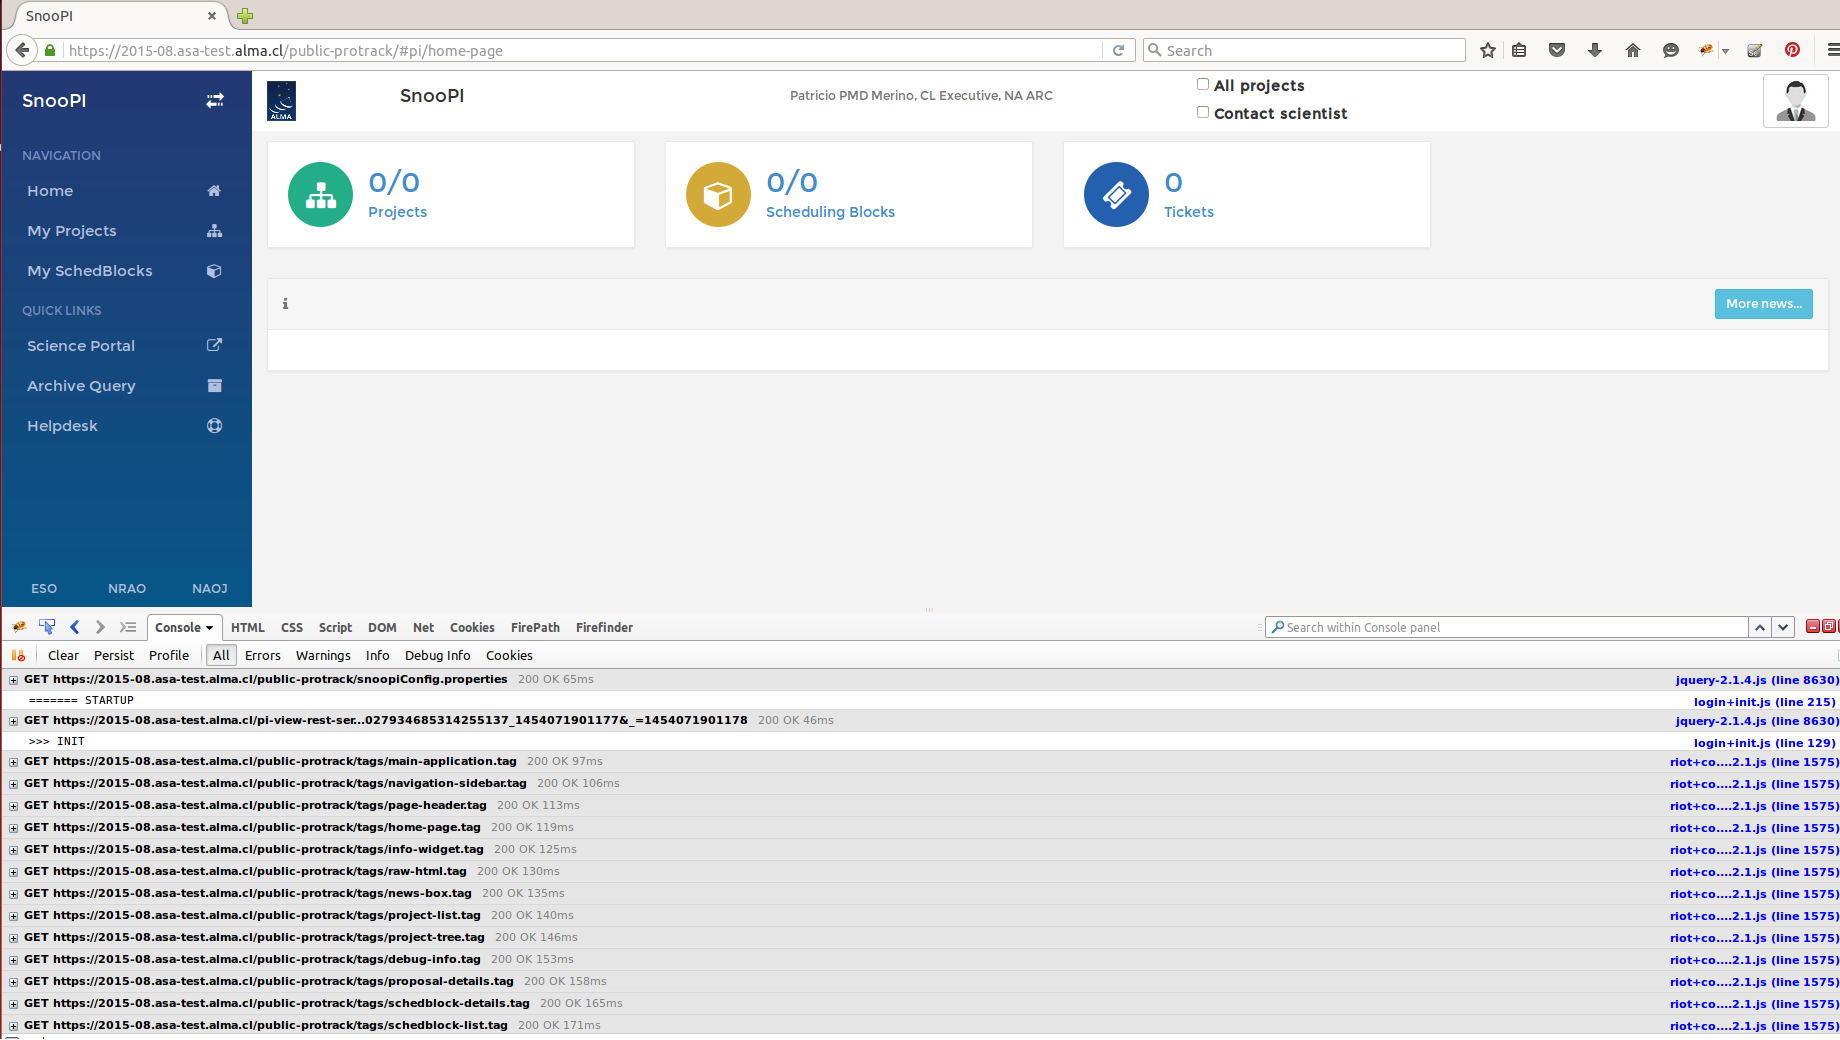 SnooPI
https://2015-08.asa-test.alma.cl/public-protrack/#pi/home-page
Search
SnooPI
NAVIGATION
Home
My Projects
My SchedBlocks
QUICK LINKS
Science Portal
Archive Query
Helpdesk
ESO NRAO NAOJ
ALMA
SnooPI
Patricio PMD Merino, CL Executive, NA ARC
All projects
Contact scientist
0/0
Projects
0/0
Scheduling Blocks
0
Tickets
More news...
Console HTML CSS Script DOM Net Cookies FirePath Firefinder
Search within Console panel
Clear Persist Profile All Errors Warnings Info Debug Info Cookies
GET https://2015-08.asa-test.alma.cl/public-protrack/snoopiConfig.properties 200 OK 65ms jquery-2.1.4.js (line 8630)
======= STARTUP login+init.js (line 215)
GET https://2015-08.asa-test.alma.cl/pi-view-rest-ser...027934685314255137_1454071901177&_=1454071901178 200 OK 46ms jquery-2.1.4.js (line 8630)
>>> INIT login+init.js (line 129)
GET https://2015-08.asa-test.alma.cl/public-protrack/tags/main-application.tag 200 OK 97ms riot+co....2.1.js (line 1575)
GET https://2015-08.asa-test.alma.cl/public-protrack/tags/navigation-sidebar.tag 200 OK 106ms riot+co....2.1.js (line 1575)
GET https://2015-08.asa-test.alma.cl/public-protrack/tags/page-header.tag 200 OK 113ms riot+co....2.1.js (line 1575)
GET https://2015-08.asa-test.alma.cl/public-protrack/tags/home-page.tag 200 OK 119ms riot+co....2.1.js (line 1575)
GET https://2015-08.asa-test.alma.cl/public-protrack/tags/info-widget.tag 200 OK 125ms riot+co....2.1.js (line 1575)
GET https://2015-08.asa-test.alma.cl/public-protrack/tags/raw-html.tag 200 OK 130ms riot+co....2.1.js (line 1575)
GET https://2015-08.asa-test.alma.cl/public-protrack/tags/news-box.tag 200 OK 135ms riot+co....2.1.js (line 1575)
GET https://2015-08.asa-test.alma.cl/public-protrack/tags/project-list.tag 200 OK 140ms riot+co....2.1.js (line 1575)
GET https://2015-08.asa-test.alma.cl/public-protrack/tags/project-tree.tag 200 OK 146ms riot+co....2.1.js (line 1575)
GET https://2015-08.asa-test.alma.cl/public-protrack/tags/debug-info.tag 200 OK 153ms riot+co....2.1.js (line 1575)
GET https://2015-08.asa-test.alma.cl/public-protrack/tags/proposal-details.tag 200 OK 158ms riot+co....2.1.js (line 1575)
GET https://2015-08.asa-test.alma.cl/public-protrack/tags/schedblock-details.tag 200 OK 165ms riot+co....2.1.js (line 1575)
GET https://2015-08.asa-test.alma.cl/public-protrack/tags/schedblock-list.tag 200 OK 171ms riot+co....2.1.js (line 1575)